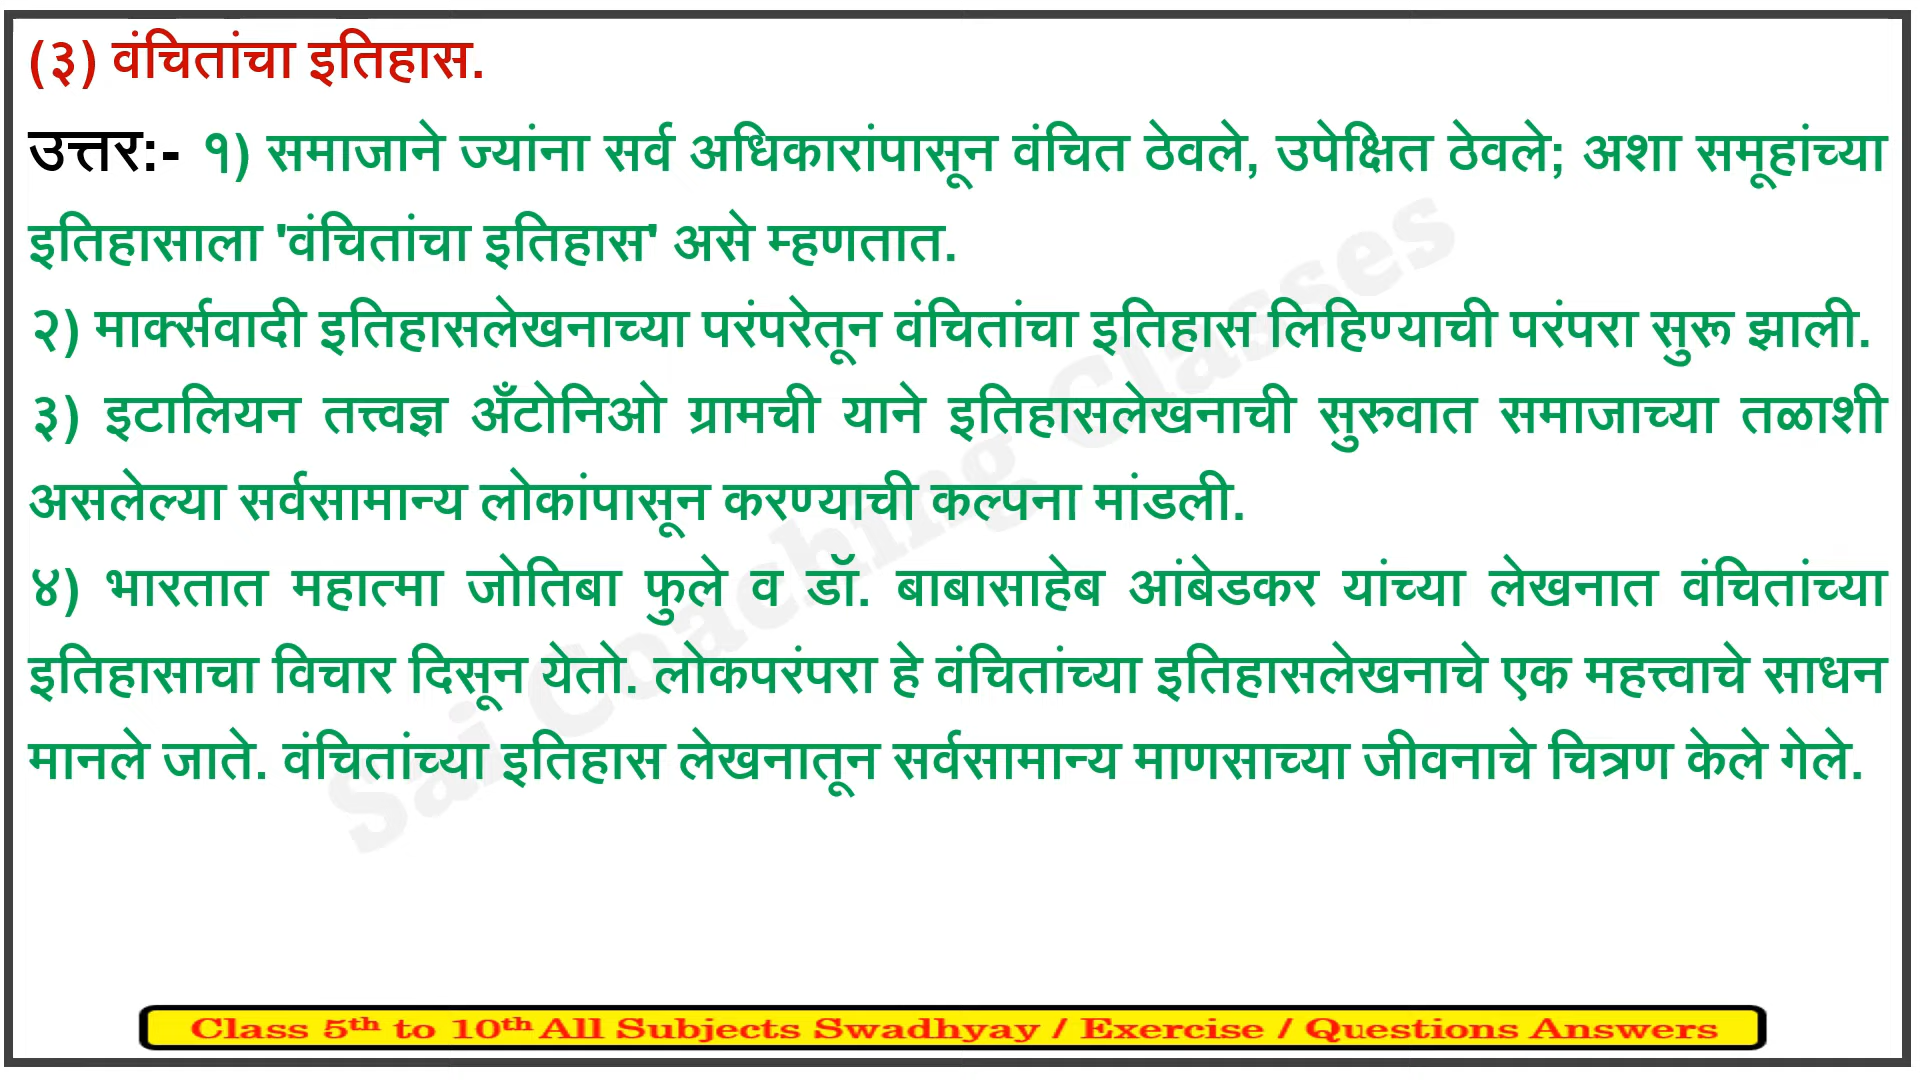 (३) वंचितांचा इतिहास.
उत्तर:- १) समाजाने ज्यांना सर्व अधिकारांपासून वंचित ठेवले, उपेक्षित ठेवले; अशा समूहांच्या
इतिहासाला 'वंचितांचा इतिहास' असे म्हणतात.
२) मार्क्सवादी इतिहासलेखनाच्या परंपरेतून वंचितांचा इतिहास लिहिण्याची परंपरा सुरू झाली.
३) इटालियन तत्त्वज्ञ अँटोनिओ ग्रामची याने इतिहासलेखनाची सुरुवात समाजाच्या तळाशी
असलेल्या सर्वसामान्य लोकांपासून करण्याची कल्पना मांडली.
४) भारतात महात्मा जोतिबा फुले व डॉ. बाबासाहेब आंबेडकर यांच्या लेखनात वंचितांच्या
इतिहासाचा विचार दिसून येतो. लोकपरंपरा हे वंचितांच्या इतिहासलेखनाचे एक महत्त्वाचे साधन
मानले जाते. वंचितांच्या इतिहास लेखनातून सर्वसामान्य माणसाच्या जीवनाचे चित्रण केले गेले.
Sai Coaching Classes
Class 5th to 10th All Subjects Swadhyay / Exercise / Questions Answers